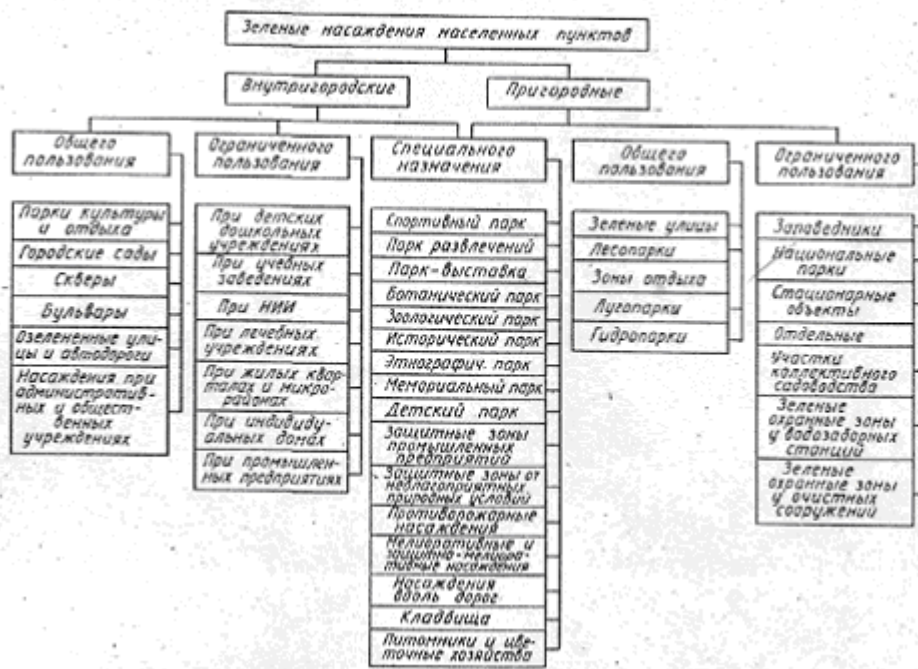 Зеленые насаждения населенных пунктов
Внутригородские
Пригородные
Общего
пользования
Парки культуры
и отдыха
Городские сады
Скверы
Бульвары
Озелененные ули-
цы и автодороги
Насаждения при
административ-
ных и общест-
венных
учреждениях
Ограниченного
пользования
При детских
дошкольных
учреждениях
При учебных
заведениях
При НИИ
При лечебных
учреждениях
При жилых квар-
талах и микро-
районах
При индивиду-
альных домах
При промышлен-
ных предприятиях
Специального
назначения
Спортивный парк
Парк развлечений
Парк-выставка
Ботанический парк
Зоологический парк
Исторический парк
Этнографич. парк
Мемориальный парк
Детский парк
Защитные зоны
промышленных
предприятий
Защитные зоны от
неблагоприятных
природных условий
Противопожарные
насаждения
Мелиоративные и
защитно-мелиора-
тивные насаждения
Насаждения
вдоль дорог
Кладбища
Питомники и цве-
точные хозяйства
Общего
пользования
Зеленые улицы
Лесопарки
Зоны отдыха
Лугопарки
Гидропарки
Ограниченного
пользования
Заповедники
Национальные
парки
Стационарные
объекты
Отдельные
Участки
коллективного
садоводства
Зеленые
охранные зоны
у водозаборных
станций
Зеленые
охранные зоны
у очистных
сооружений